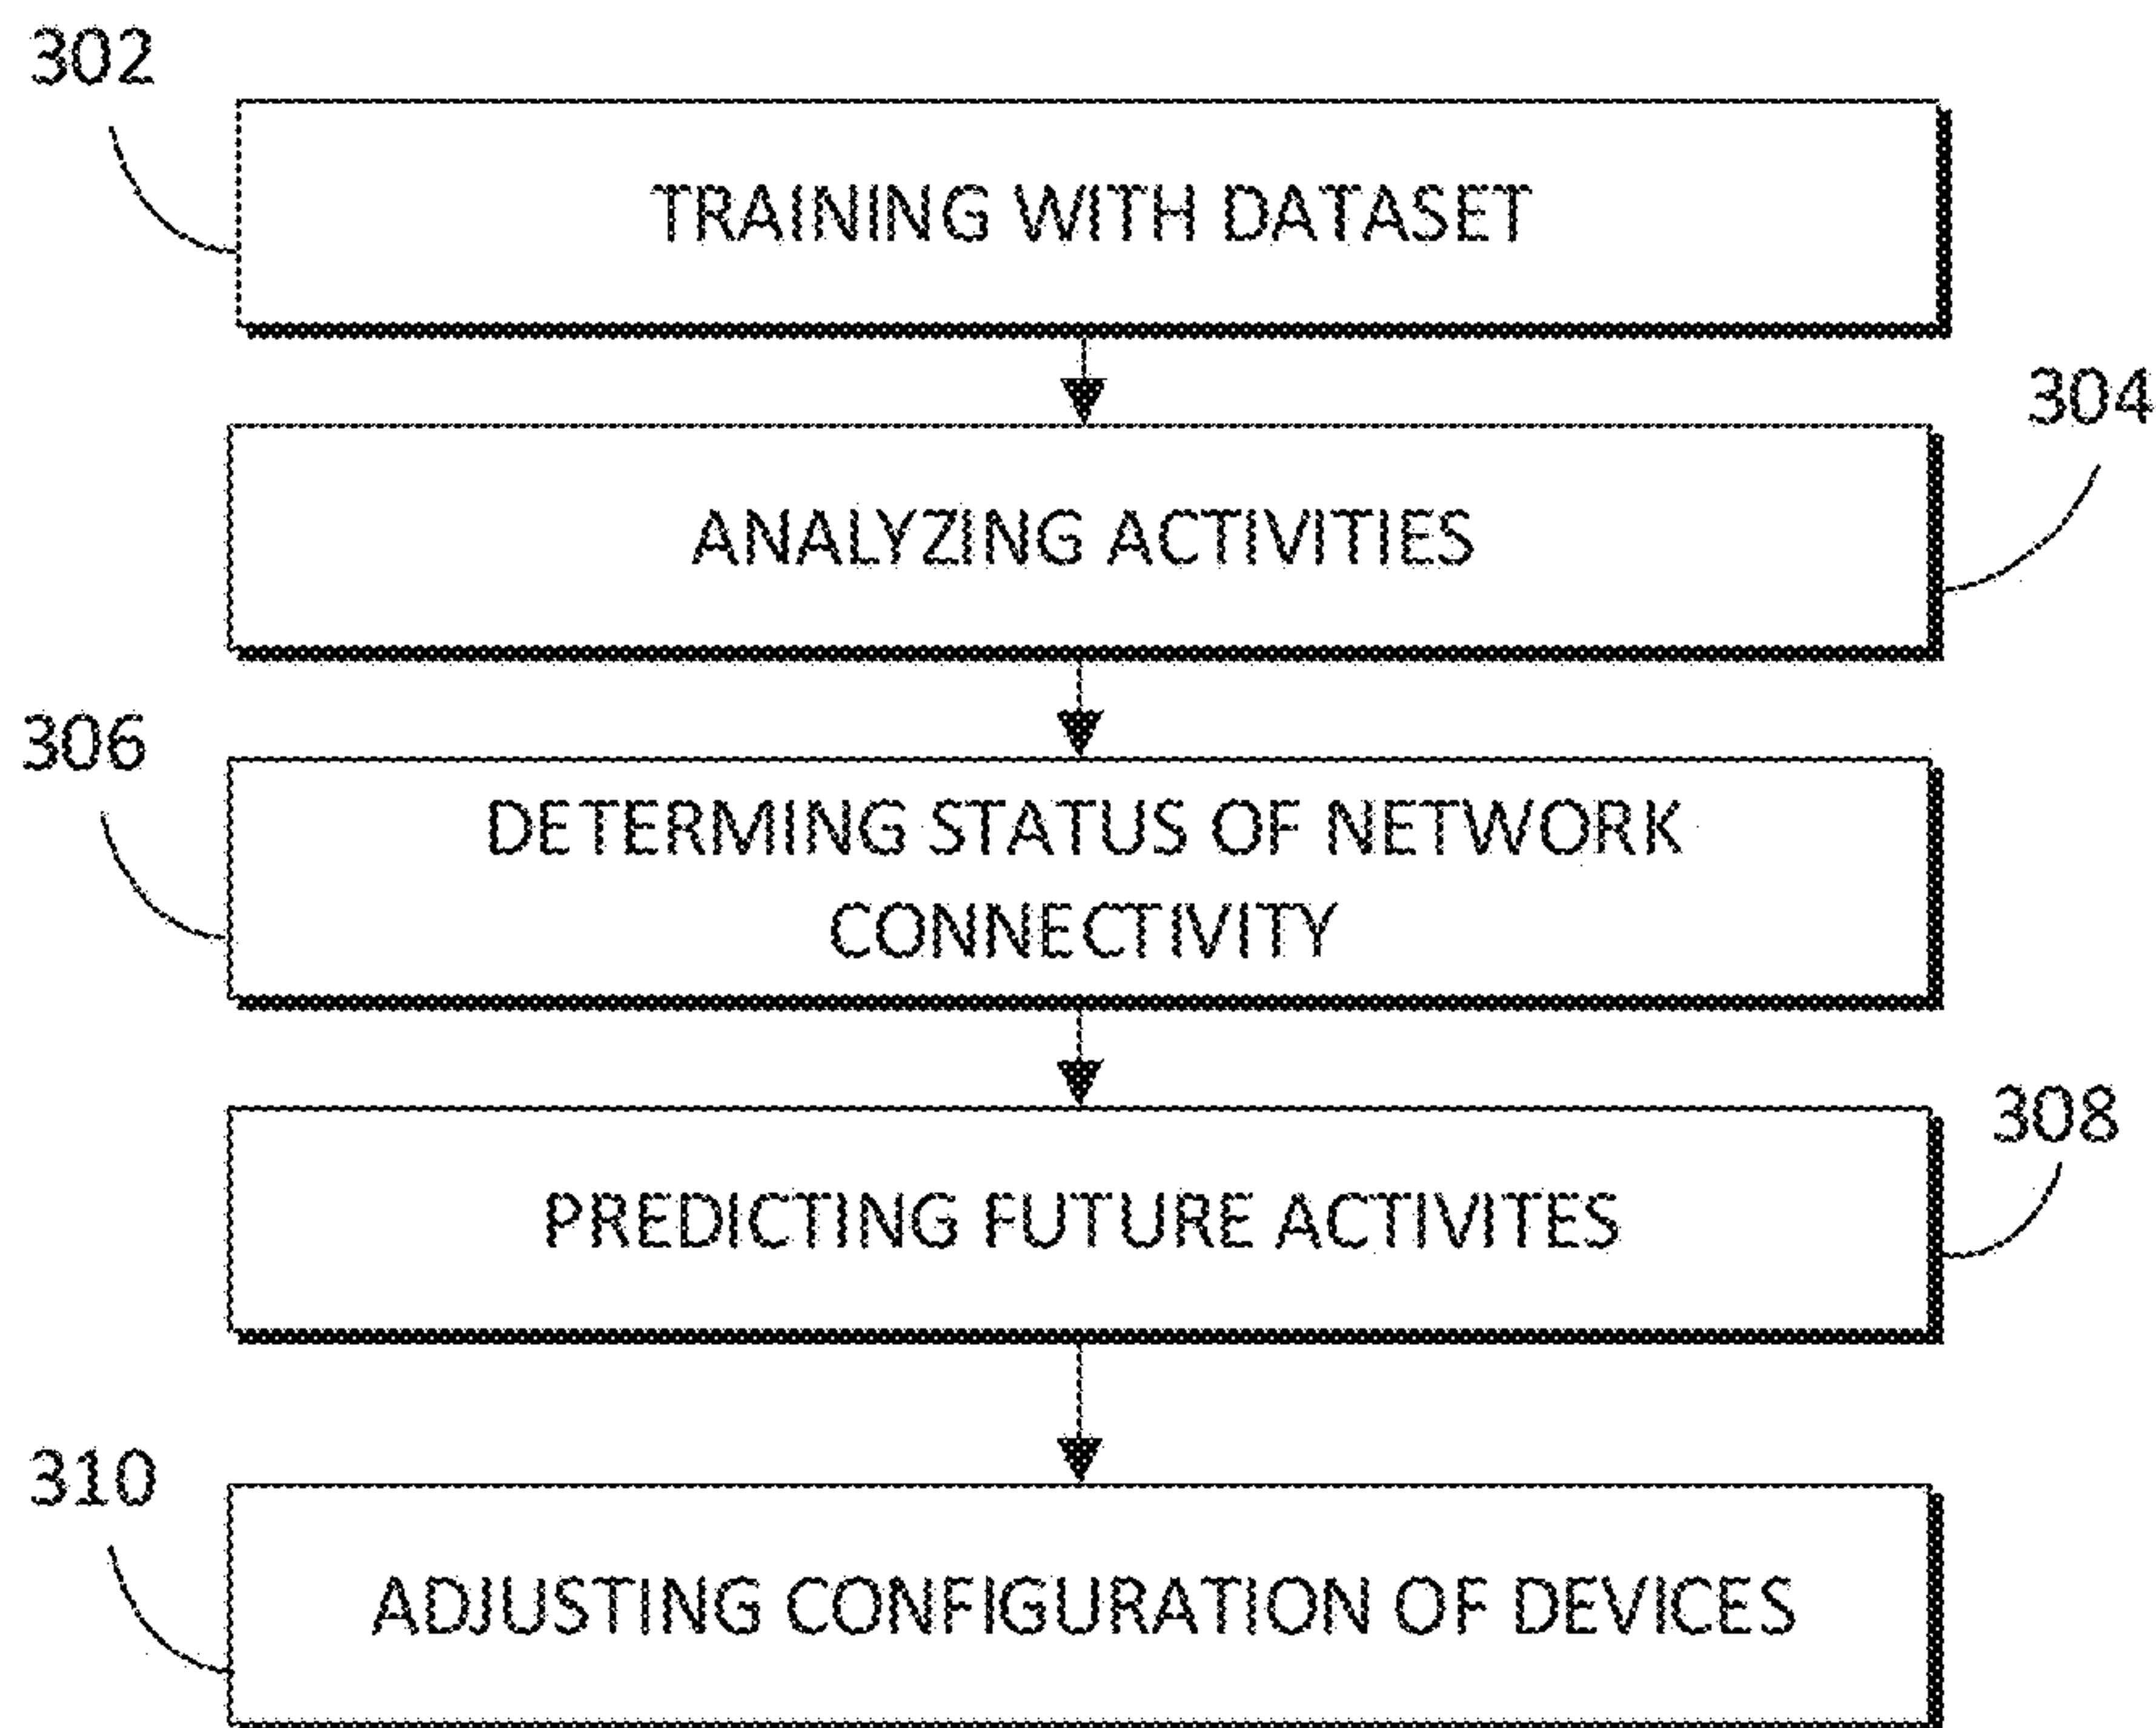 302
TRAINING WITH DATASET
304
ANALYZING ACTIVITIES
306
DETERMING STATUS OF NETWORK
CONNECTIVITY
308
PREDICTING FUTURE ACTIVITES
310
ADJUSTING CONFIGURATION OF DEVICES